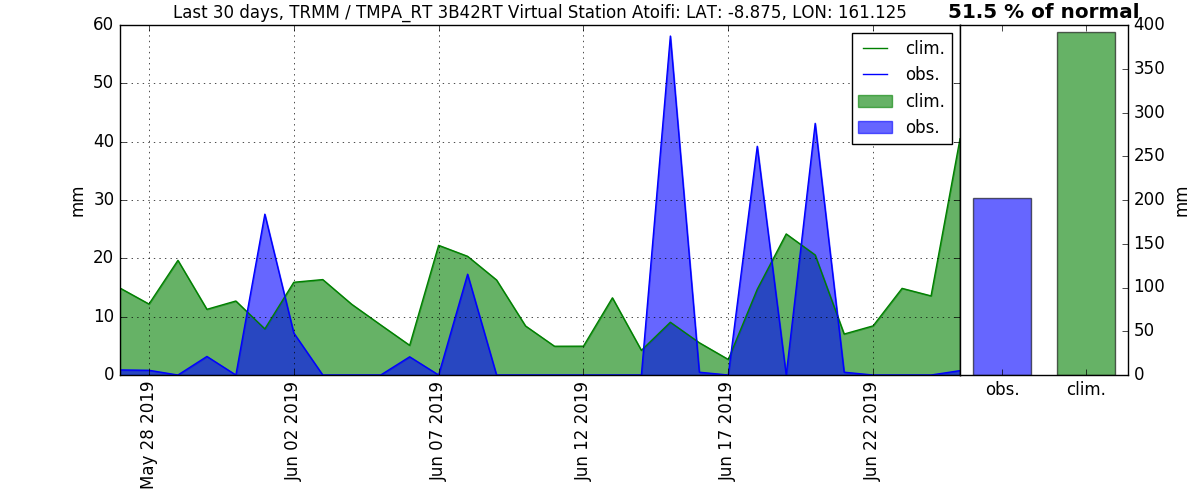 Last 30 days, TRMM / TMPA_RT 3B42RT Virtual Station Atoifi: LAT: -8.875, LON: 161.125
51.5 % of normal
mm
60
50
40
30
20
10
0
clim.
obs.
clim.
obs.
May 28 2019
Jun 02 2019
Jun 07 2019
Jun 12 2019
Jun 17 2019
Jun 22 2019
400
350
300
250
200
150
100
50
0
mm
obs.
clim.